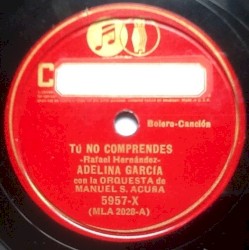 C
Bolero-Canción
TÚ NO COMPRENDES
-Rafael Hernández-
ADELINA GARCÍA
con la ORQUESTA de
MANUEL S. ACUÑA
5957-X
(MLA 2028-A)